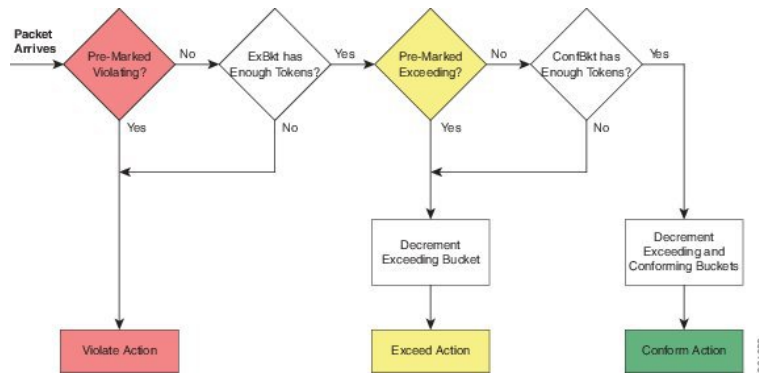 Packet
Arrives
Pre-Marked
Violating?
No
ExBkt has
Enough Tokens?
Yes
Pre-Marked
Exceeding?
No
ConfBkt has
Enough Tokens?
Yes
Yes
No
Yes
No
Decrement
Exceeding Bucket
Decrement
Exceeding and
Conforming Buckets
Violate Action
Exceed Action
Conform Action